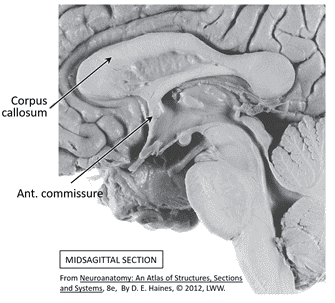 Corpus
callosum
Ant. commissure
MIDSAGITTAL SECTION
From Neuroanatomy: An Atlas of Structures, Sections
and Systems, 8e, By D. E. Haines, © 2012, LWW.